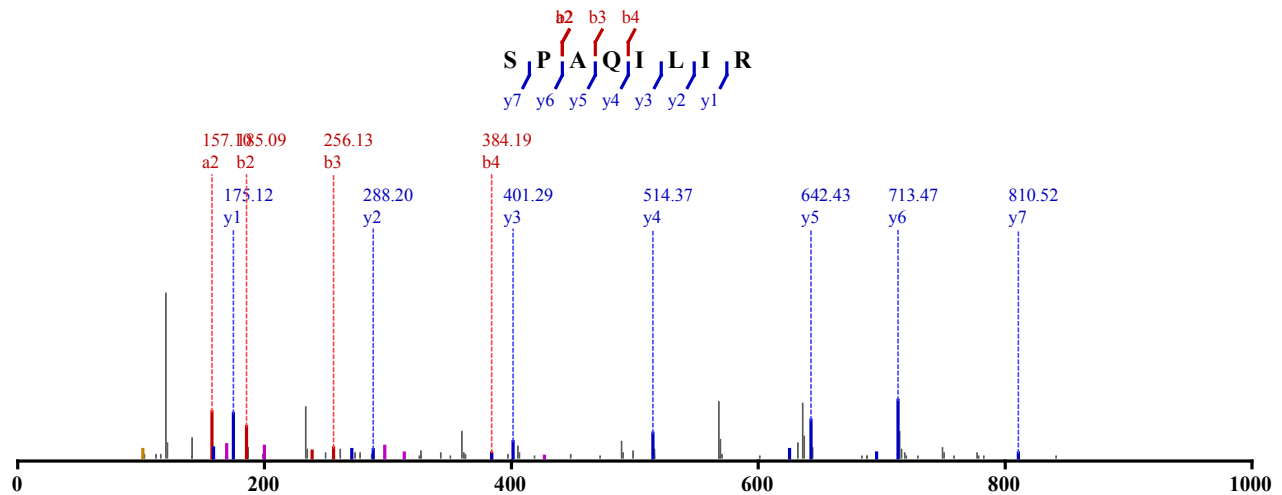 a2 b2 b3 b4
S P A Q I L I R
y7 y6 y5 y4 y3 y2 y1
157.10 185.09 256.13 384.19
a2 b2 b3 b4
175.12 288.20 401.29 514.37 642.43 713.47 810.52
y1 y2 y3 y4 y5 y6 y7
0 200 400 600 800 1000